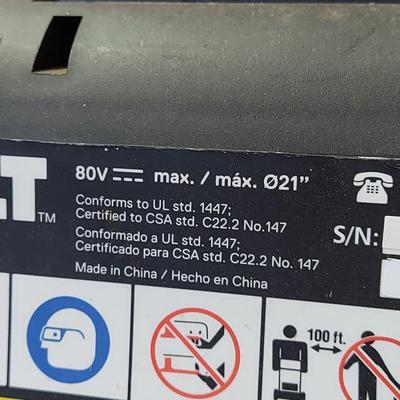 LT™
80V ⎓ max. / máx. Ø21"
Conforms to UL std. 1447;
Certified to CSA std. C22.2 No.147
S/N:
Conformado a UL std. 1447;
Certificado para CSA std. C22.2 No. 147
Made in China / Hecho en China
100 ft.